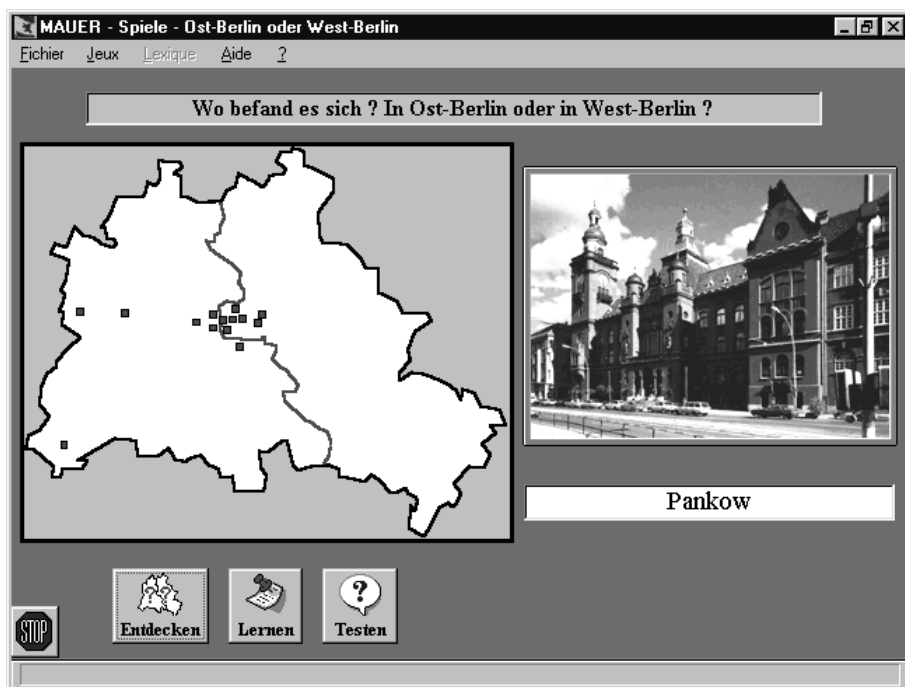 MAUER - Spiele - Ost-Berlin oder West-Berlin
Fichier Jeux Lexique Aide ?
Wo befand es sich ? In Ost-Berlin oder in West-Berlin ?
Pankow
Entdecken Lernen Testen
STOP